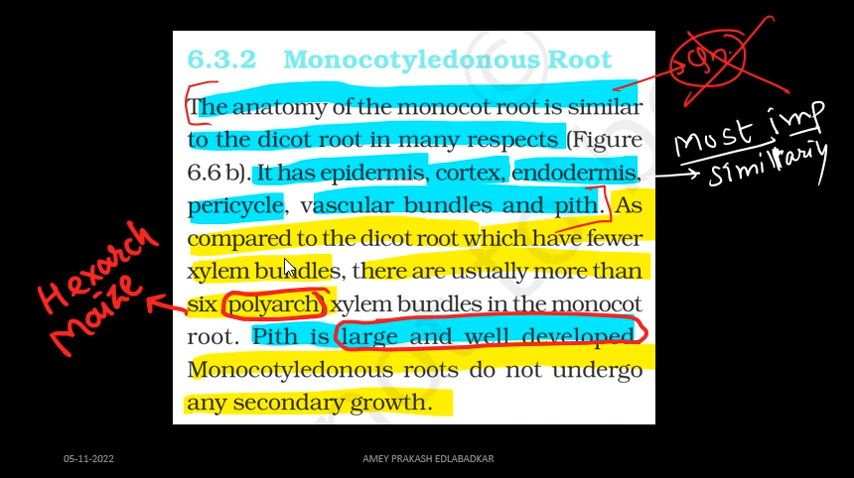 6.3.2 Monocotyledonous Root
The anatomy of the monocot root is similar
to the dicot root in many respects (Figure
6.6 b). It has epidermis, cortex, endodermis,
pericycle, vascular bundles and pith. As
compared to the dicot root which have fewer
xylem bundles, there are usually more than
six (polyarch) xylem bundles in the monocot
root. Pith is large and well developed.
Monocotyledonous roots do not undergo
any secondary growth.
Most imp
similarity
Hexarch
Maize
05-11-2022
AMEY PRAKASH EDLABADKAR